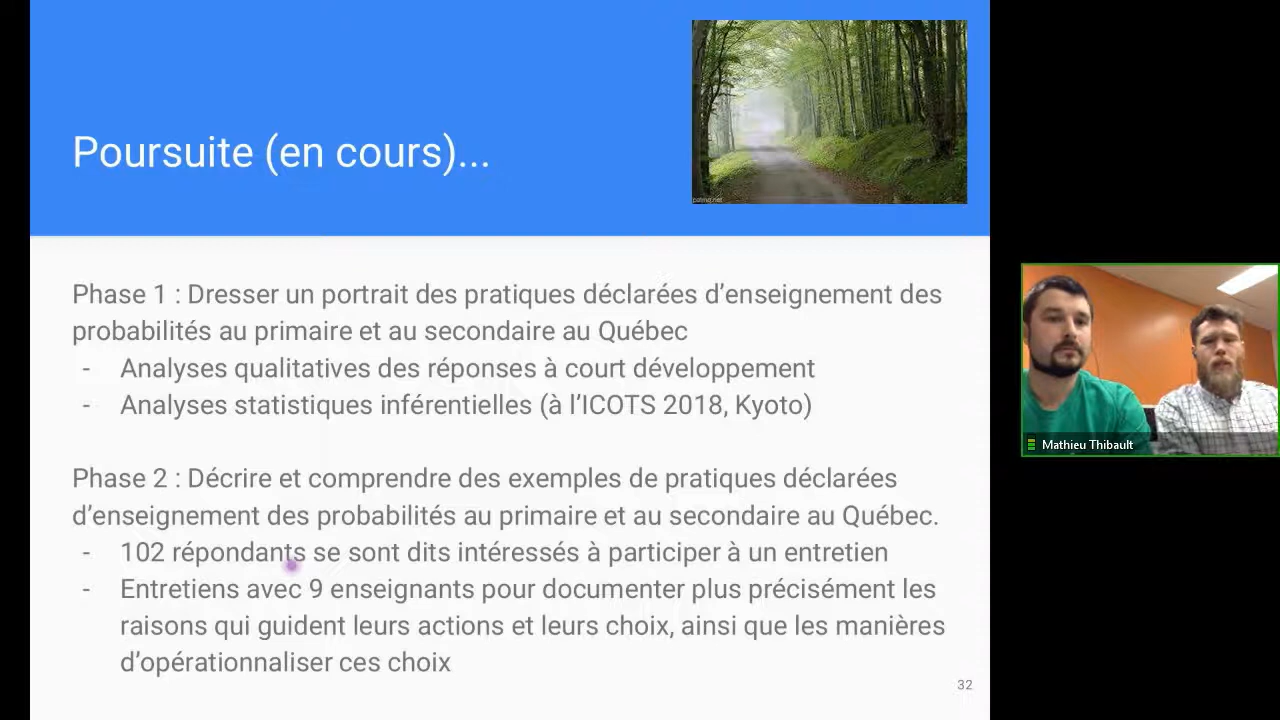 Poursuite (en cours)...
Phase 1 : Dresser un portrait des pratiques déclarées d’enseignement des
probabilités au primaire et au secondaire au Québec
- Analyses qualitatives des réponses à court développement
- Analyses statistiques inférentielles (à l’ICOTS 2018, Kyoto)
Phase 2 : Décrire et comprendre des exemples de pratiques déclarées
d’enseignement des probabilités au primaire et au secondaire au Québec.
- 102 répondants se sont dits intéressés à participer à un entretien
- Entretiens avec 9 enseignants pour documenter plus précisément les
raisons qui guident leurs actions et leurs choix, ainsi que les manières
d’opérationnaliser ces choix
32
Mathieu Thibault